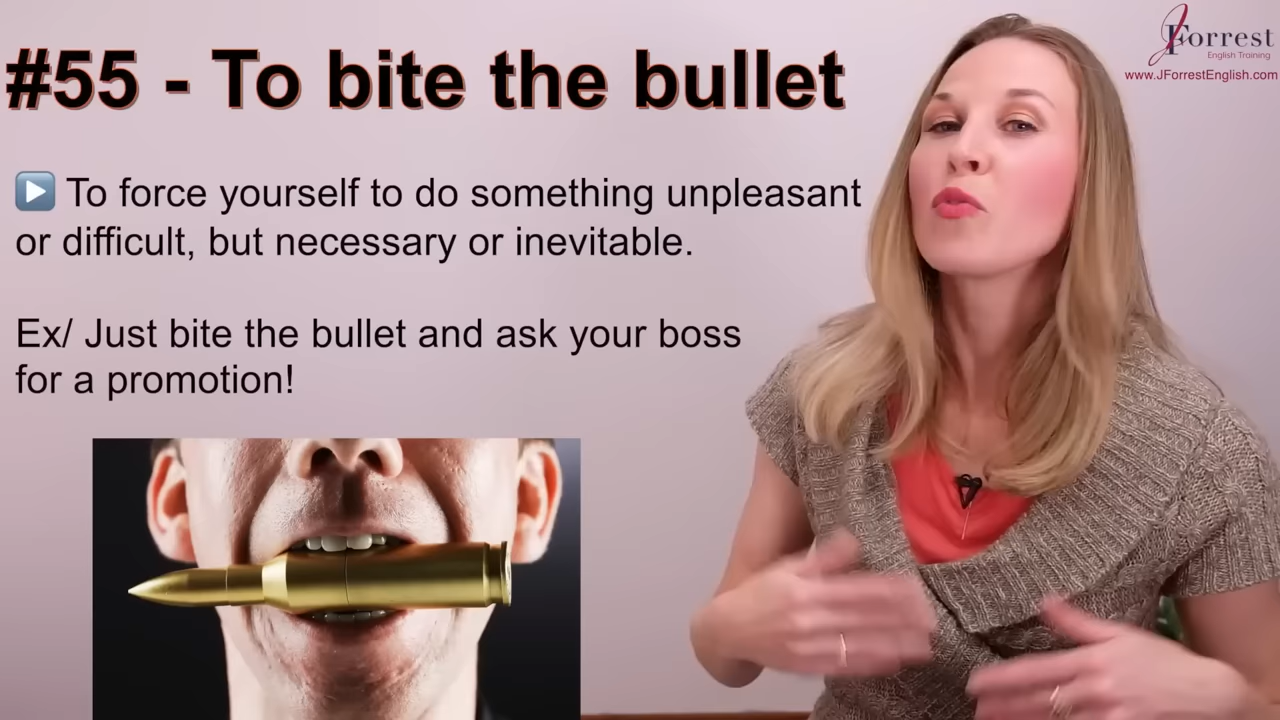 #55 - To bite the bullet
JForrest
English Training
www.JForrestEnglish.com
▶ To force yourself to do something unpleasant
or difficult, but necessary or inevitable.
Ex/ Just bite the bullet and ask your boss
for a promotion!